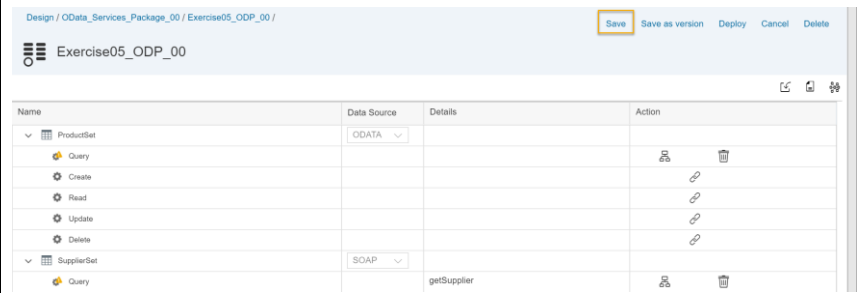 Design / OData_Services_Package_00 / Exercise05_ODP_00 /
Save Save as version Deploy Cancel Delete
Exercise05_ODP_00
Name Data Source Details Action
ProductSet ODATA
Query
Create
Read
Update
Delete
SupplierSet SOAP
Query getSupplier